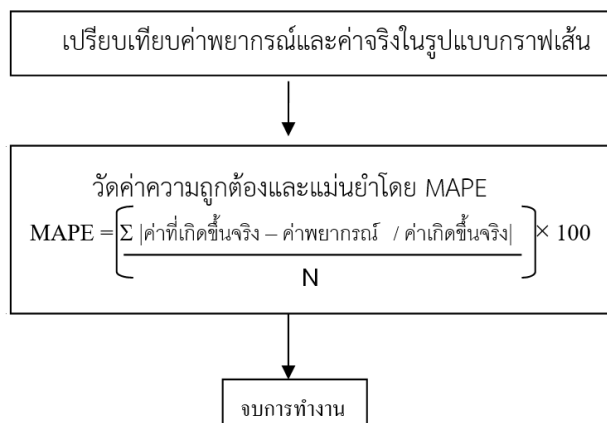 เปรียบเทียบค่าพยากรณ์และค่าจริงในรูปแบบกราฟเส้น
วัดค่าความถูกต้องและแม่นยำโดย MAPE
MAPE = [Σ |ค่าที่เกิดขึ้นจริง – ค่าพยากรณ์ / ค่าเกิดขึ้นจริง|] × 100
N
จบการทำงาน